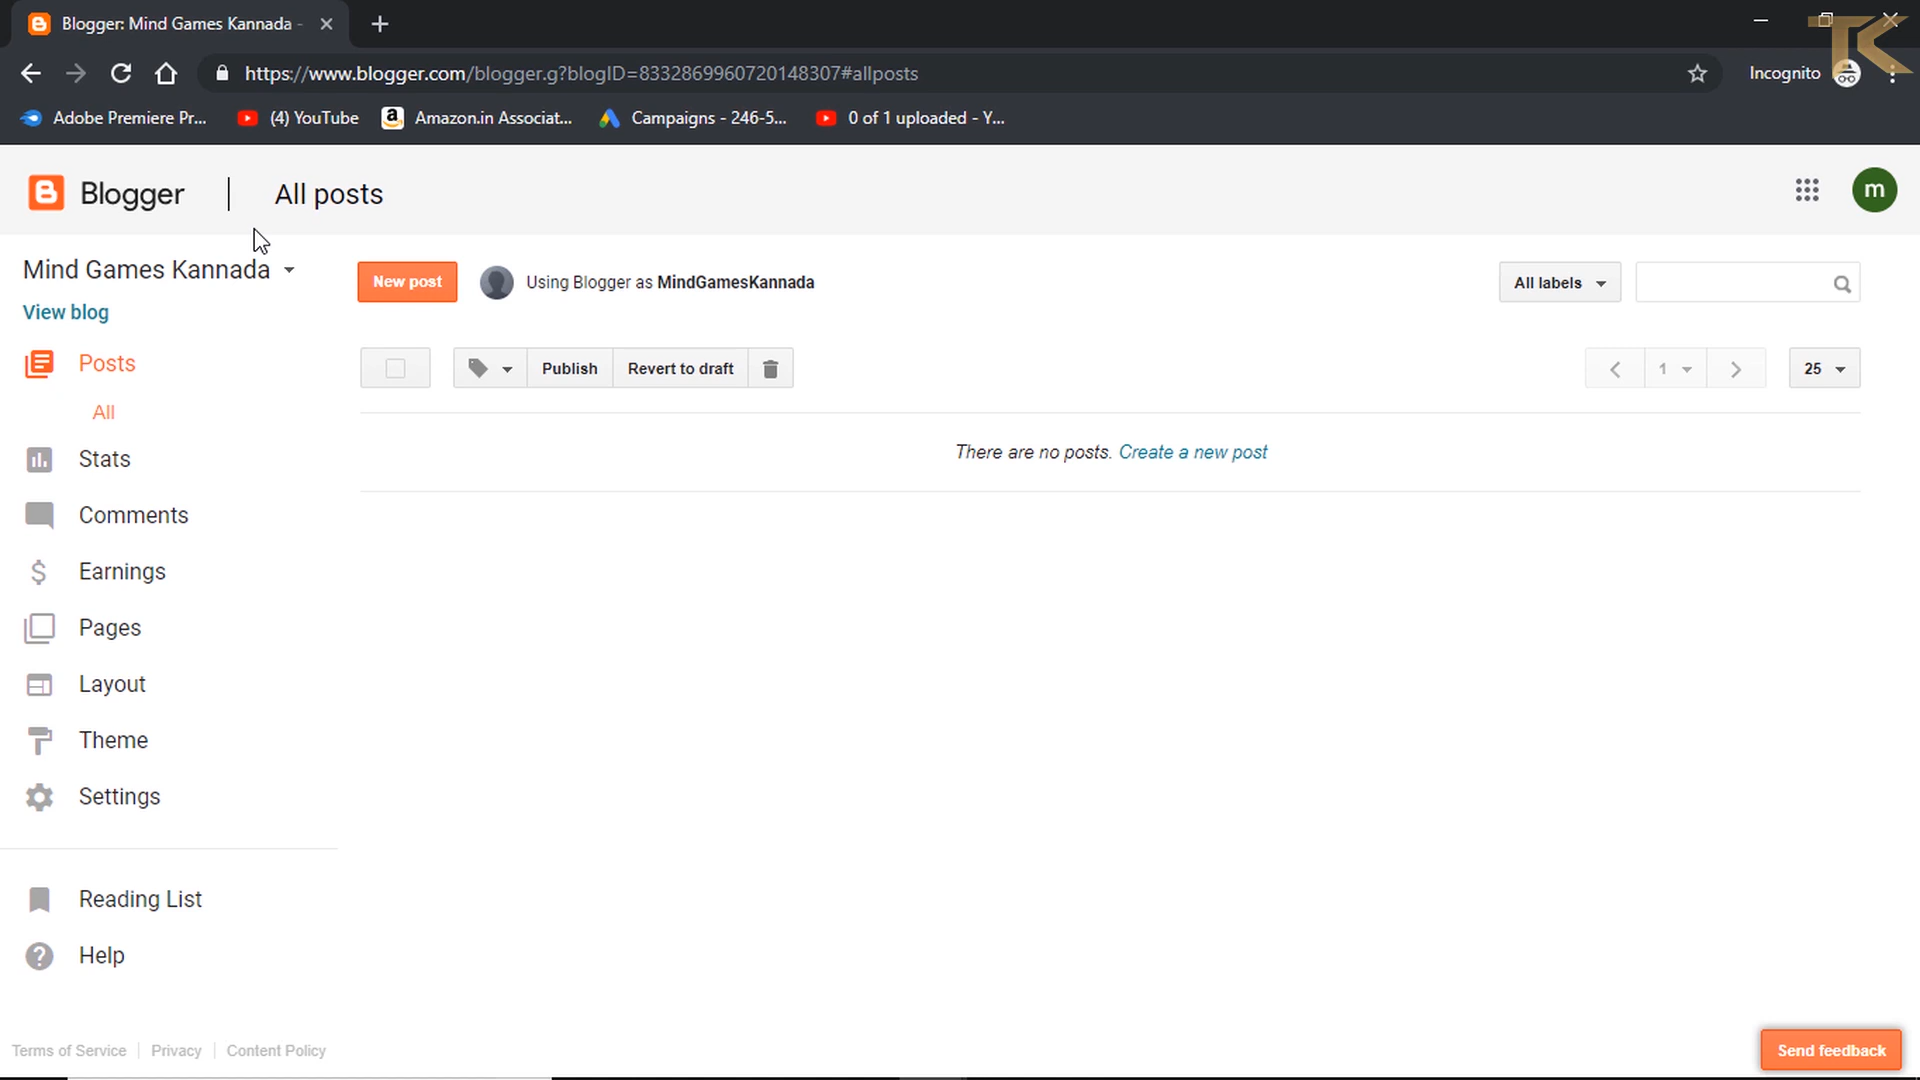 Blogger: Mind Games Kannada -
https://www.blogger.com/blogger.g?blogID=8332869960720148307#allposts
Incognito
TK
Adobe Premiere Pr...
(4) YouTube
Amazon.in Associat...
Campaigns - 246-5...
0 of 1 uploaded - Y...
Blogger
All posts
m
Mind Games Kannada
View blog
New post
Using Blogger as MindGamesKannada
All labels
Posts
All
Publish
Revert to draft
1
25
There are no posts. Create a new post
Stats
Comments
Earnings
Pages
Layout
Theme
Settings
Reading List
Help
Terms of Service
Privacy
Content Policy
Send feedback